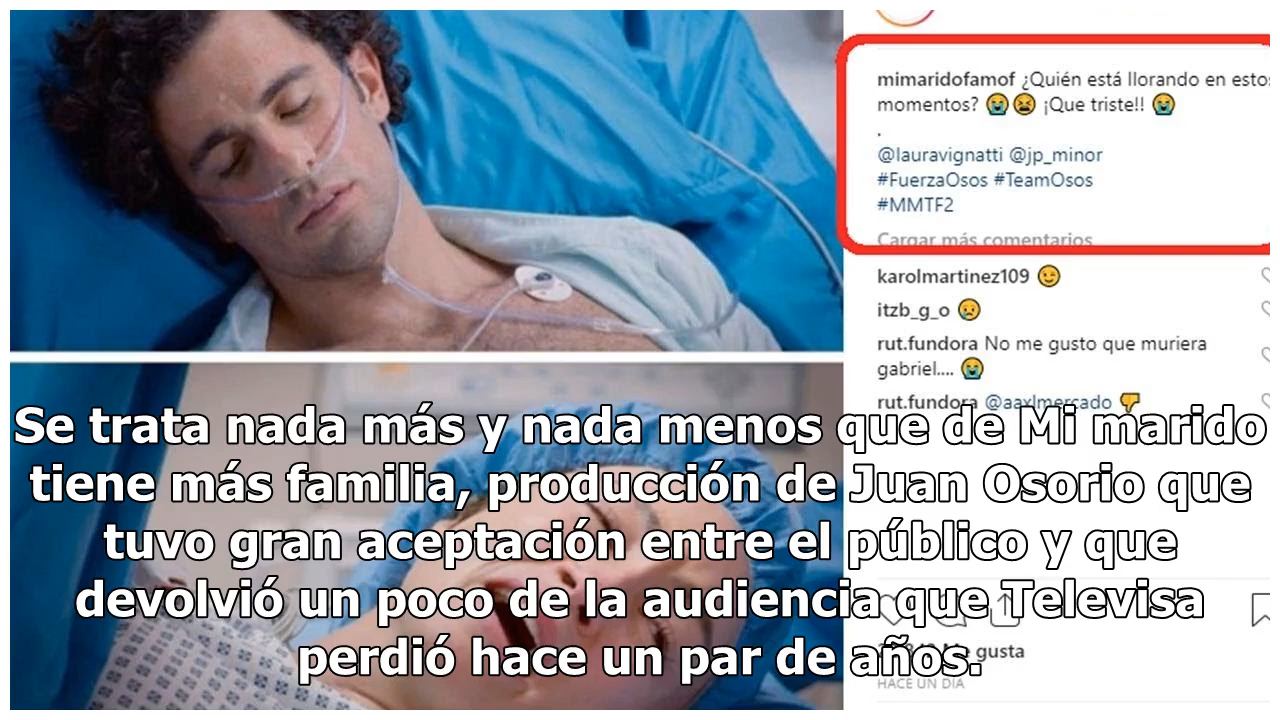 mimaridofamof ¿Quién está llorando en estos
momentos? 😭😫 ¡Que triste!! 😭
.
@lauravignatti @jp_minor
#FuerzaOsos #TeamOsos
#MMTF2
Cargar más comentarios
karolmartinez109 😉
itzb_g_o 😢
rut.fundora No me gusto que muriera
gabriel.... 😭
rut.fundora @aaxlmercado 👎
Se trata nada más y nada menos que de Mi marido
tiene más familia, producción de Juan Osorio que
tuvo gran aceptación entre el público y que
devolvió un poco de la audiencia que Televisa
perdió hace un par de años.
gusta
HACE UN DÍA